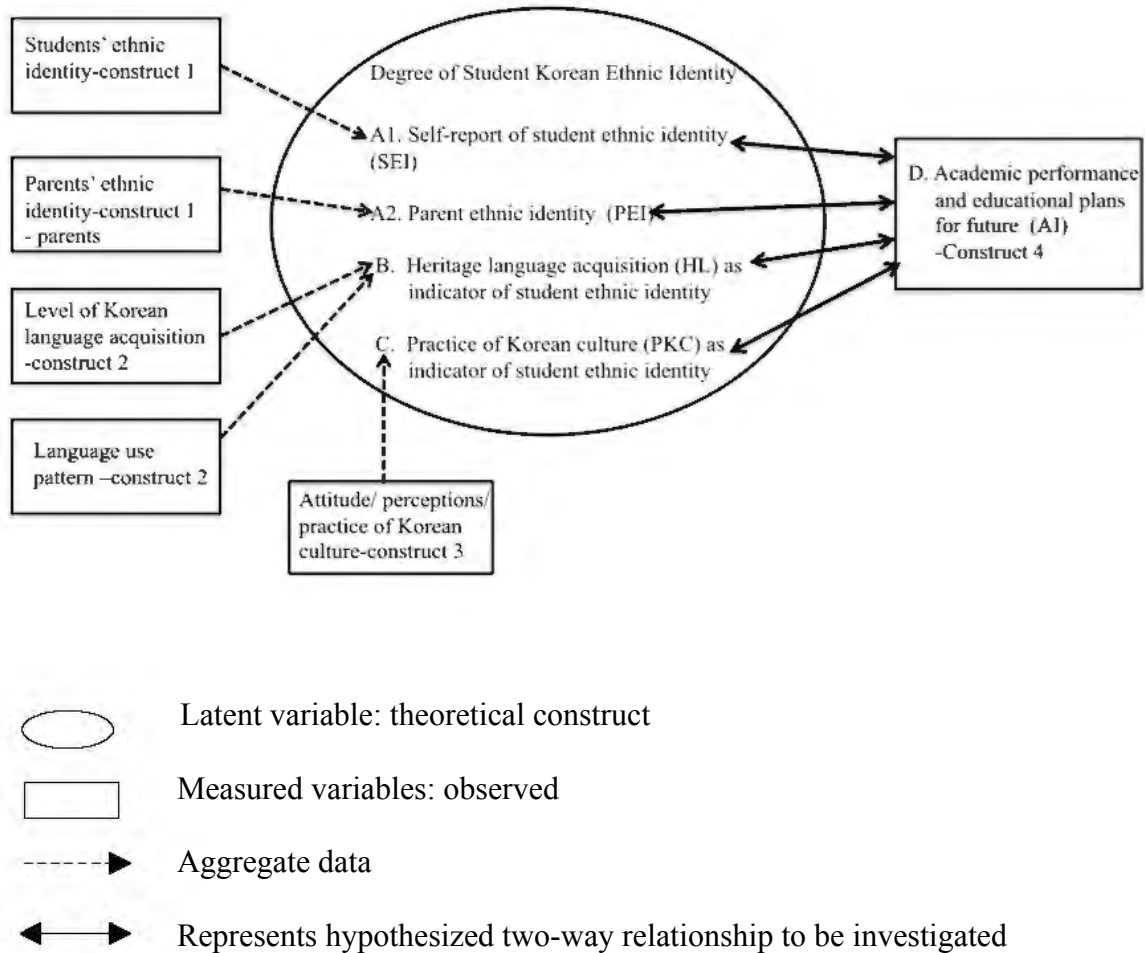 Students’ ethnic
identity-construct 1
Parents’ ethnic
identity-construct 1
- parents
Level of Korean
language acquisition
-construct 2
Language use
pattern –construct 2
Attitude/ perceptions/
practice of Korean
culture-construct 3
Degree of Student Korean Ethnic Identity
A1. Self-report of student ethnic identity
(SEI)
A2. Parent ethnic identity (PEI)
B. Heritage language acquisition (HL) as
indicator of student ethnic identity
C. Practice of Korean culture (PKC) as
indicator of student ethnic identity
D. Academic performance
and educational plans
for future (AI)
-Construct 4
Latent variable: theoretical construct
Measured variables: observed
Aggregate data
Represents hypothesized two-way relationship to be investigated